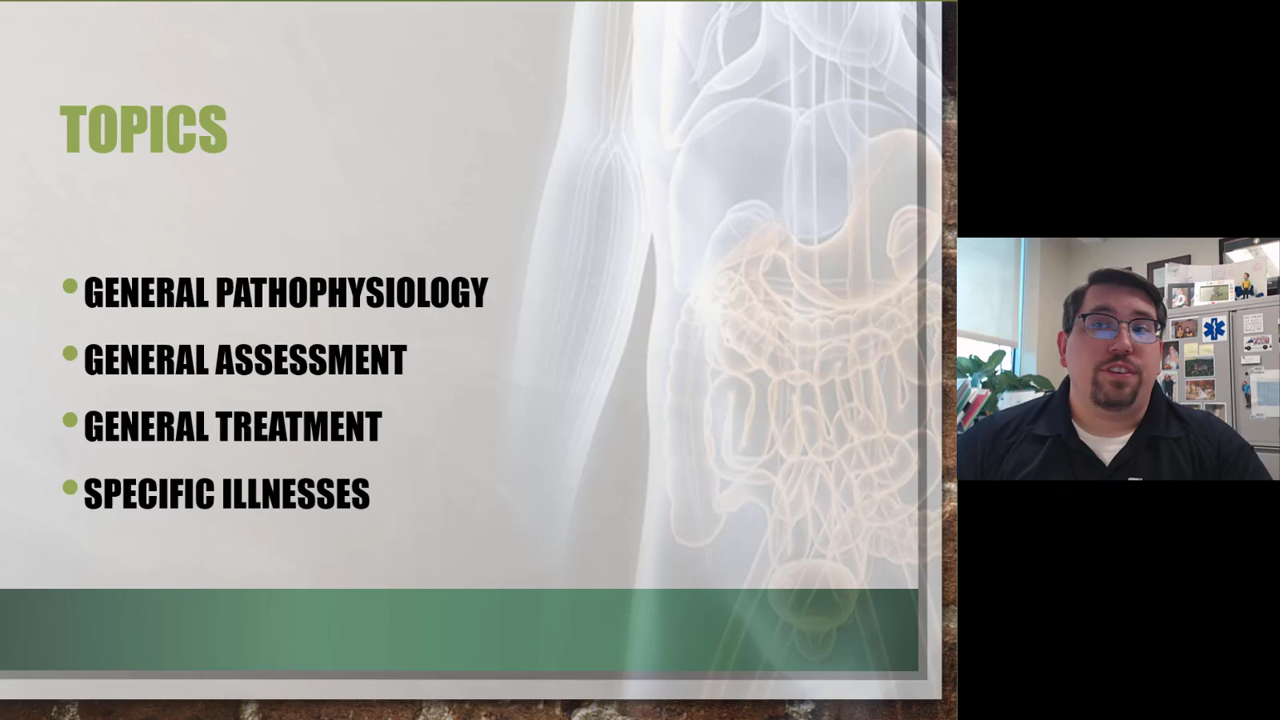 TOPICS
GENERAL PATHOPHYSIOLOGY
GENERAL ASSESSMENT
GENERAL TREATMENT
SPECIFIC ILLNESSES